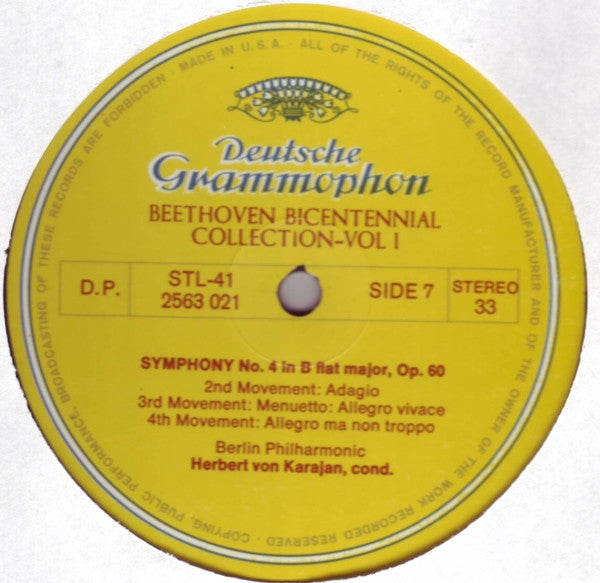 MADE IN U.S.A. · ALL OF THE RIGHTS OF THE RECORD MANUFACTURER AND OF THE OWNER OF THE WORK RECORDED RESERVED · COPYING, PUBLIC PERFORMANCE, BROADCASTING OF THESE RECORDS ARE FORBIDDEN ·
Deutsche
Grammophon
BEETHOVEN BICENTENNIAL
COLLECTION-VOL I
D.P.
STL-41
2563 021
SIDE 7
STEREO
33
SYMPHONY No. 4 in B flat major, Op. 60
2nd Movement: Adagio
3rd Movement: Menuetto: Allegro vivace
4th Movement: Allegro ma non troppo
Berlin Philharmonic
Herbert von Karajan, cond.